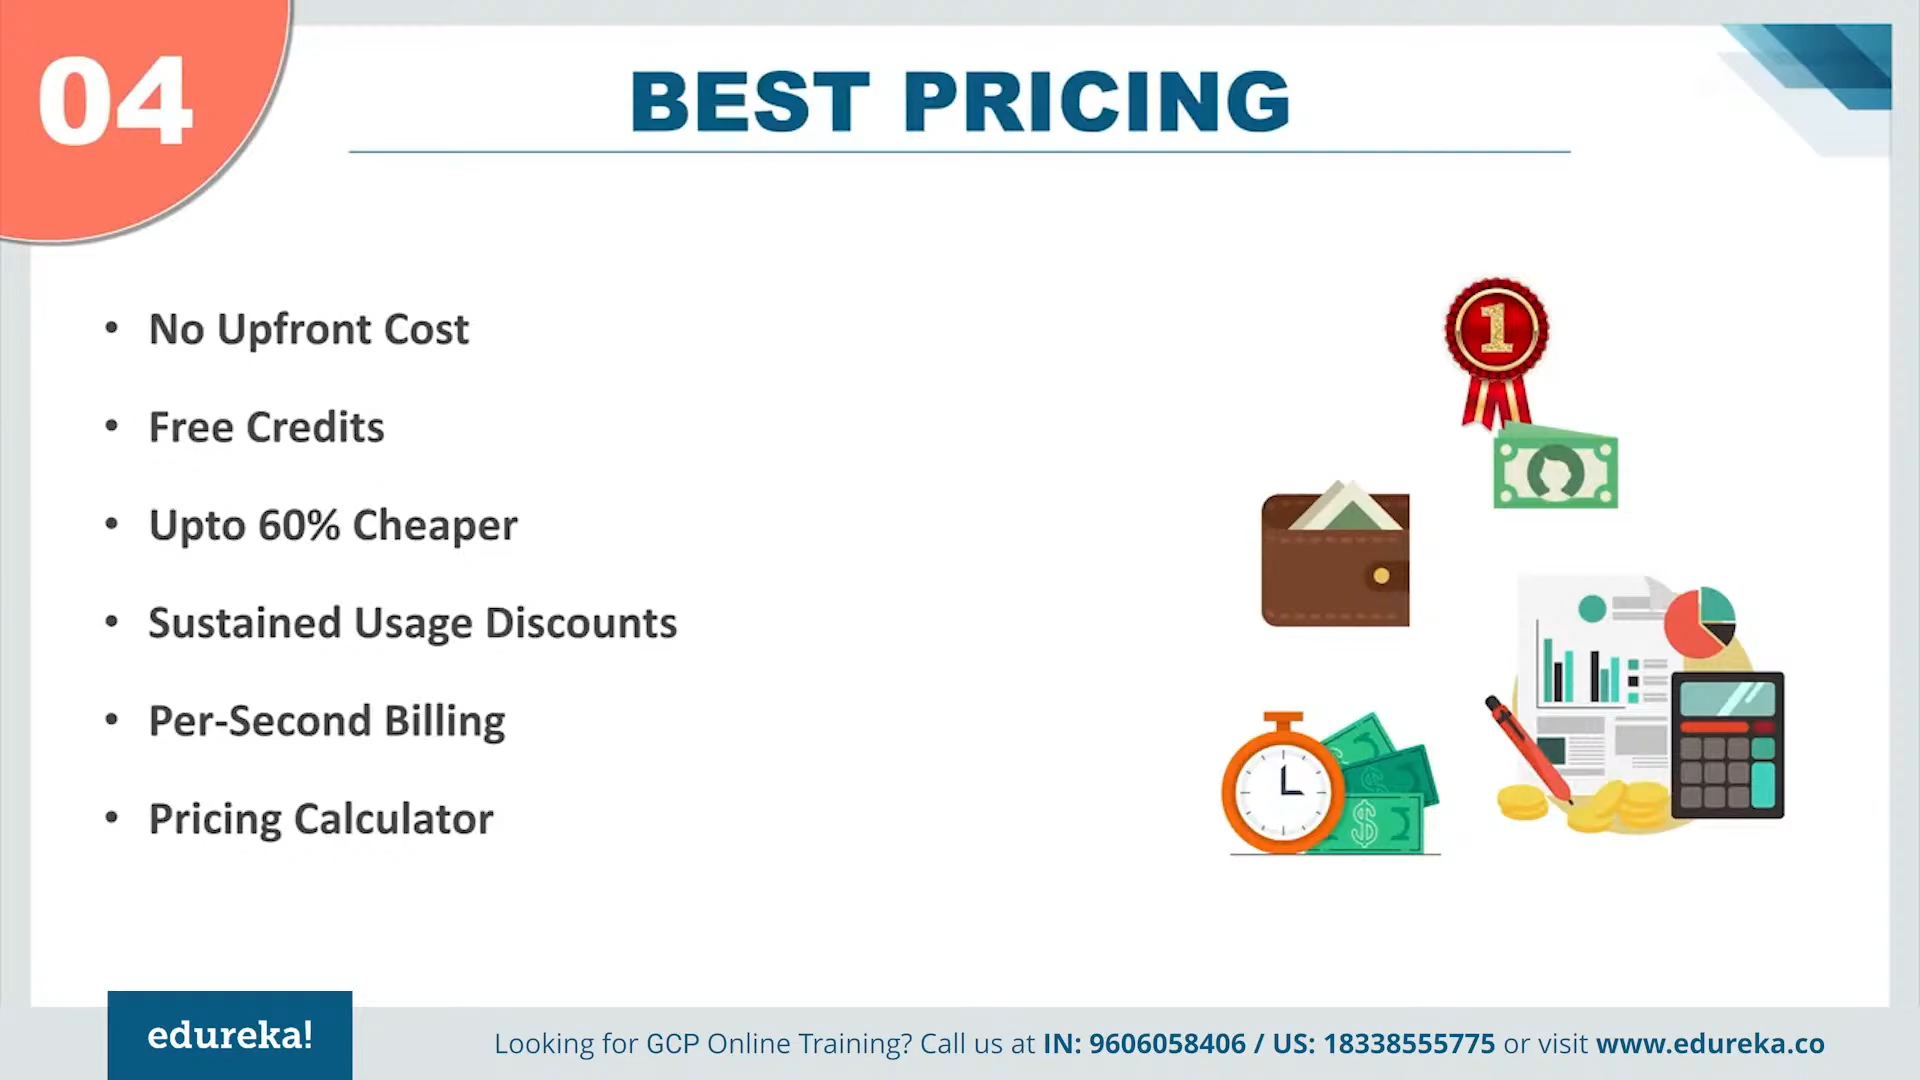 04
BEST PRICING
• No Upfront Cost
• Free Credits
• Upto 60% Cheaper
• Sustained Usage Discounts
• Per-Second Billing
• Pricing Calculator
1
edureka!
Looking for GCP Online Training? Call us at IN: 9606058406 / US: 18338555775 or visit www.edureka.co